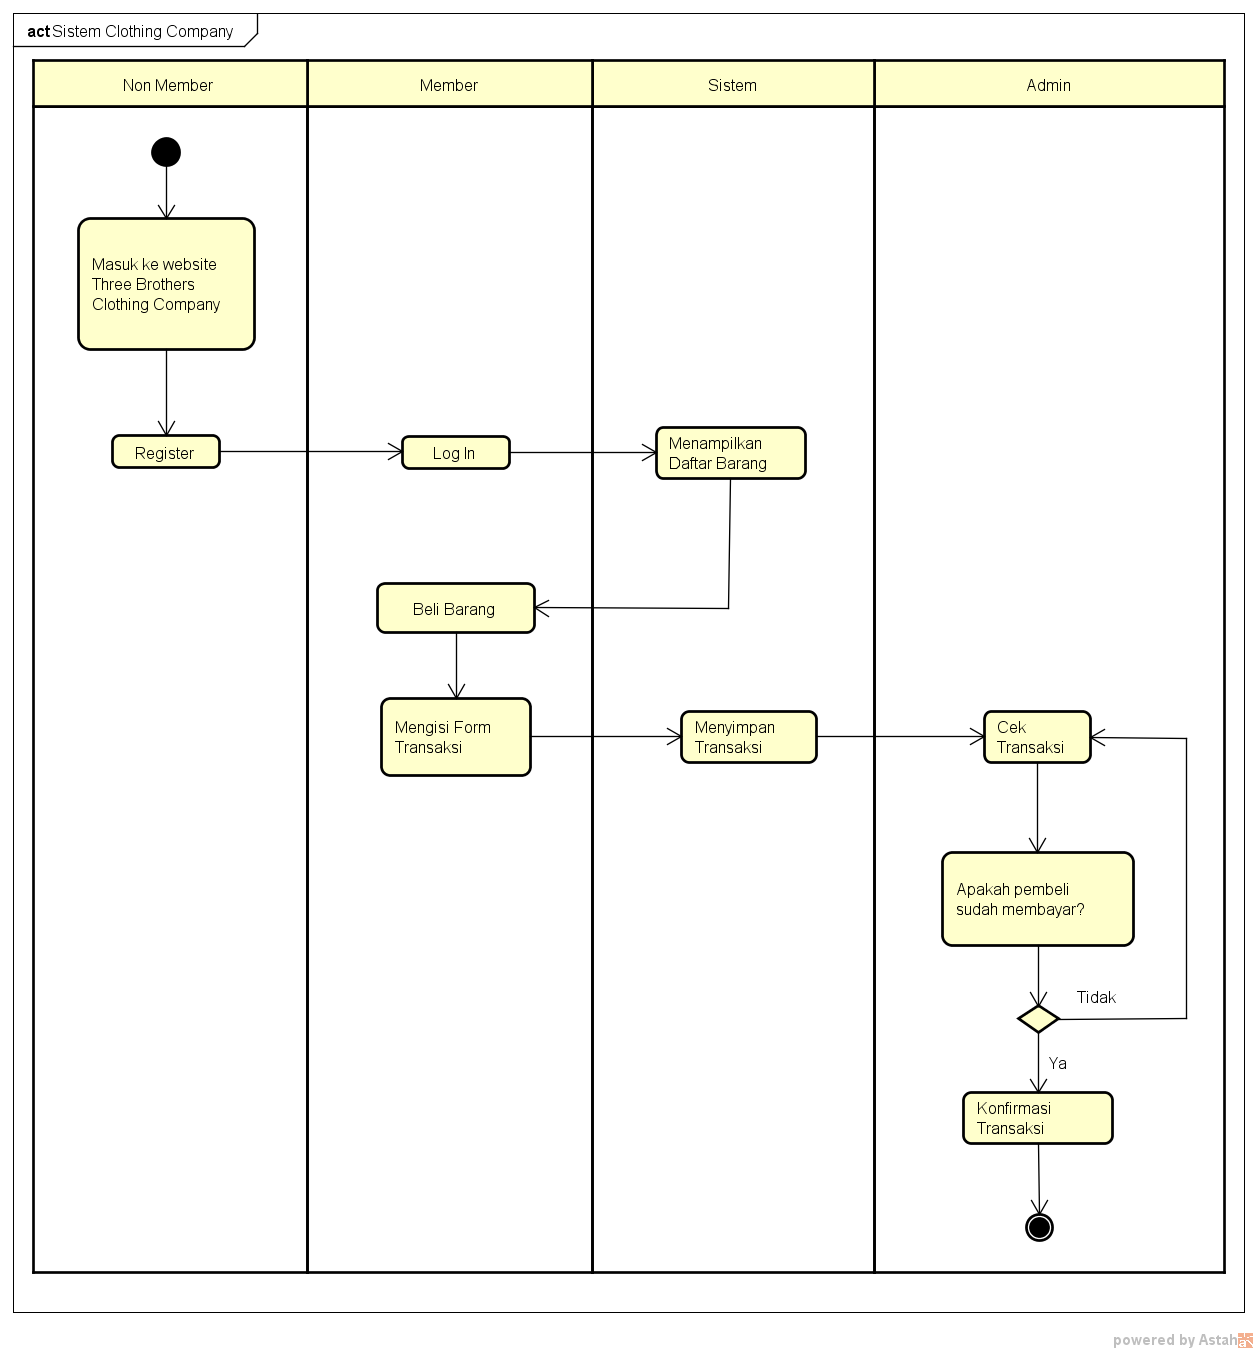 act Sistem Clothing Company
Non Member
Member
Sistem
Admin
Masuk ke website
Three Brothers
Clothing Company
Register
Log In
Menampilkan
Daftar Barang
Beli Barang
Mengisi Form
Transaksi
Menyimpan
Transaksi
Cek
Transaksi
Apakah pembeli
sudah membayar?
Tidak
Ya
Konfirmasi
Transaksi
powered by Astah